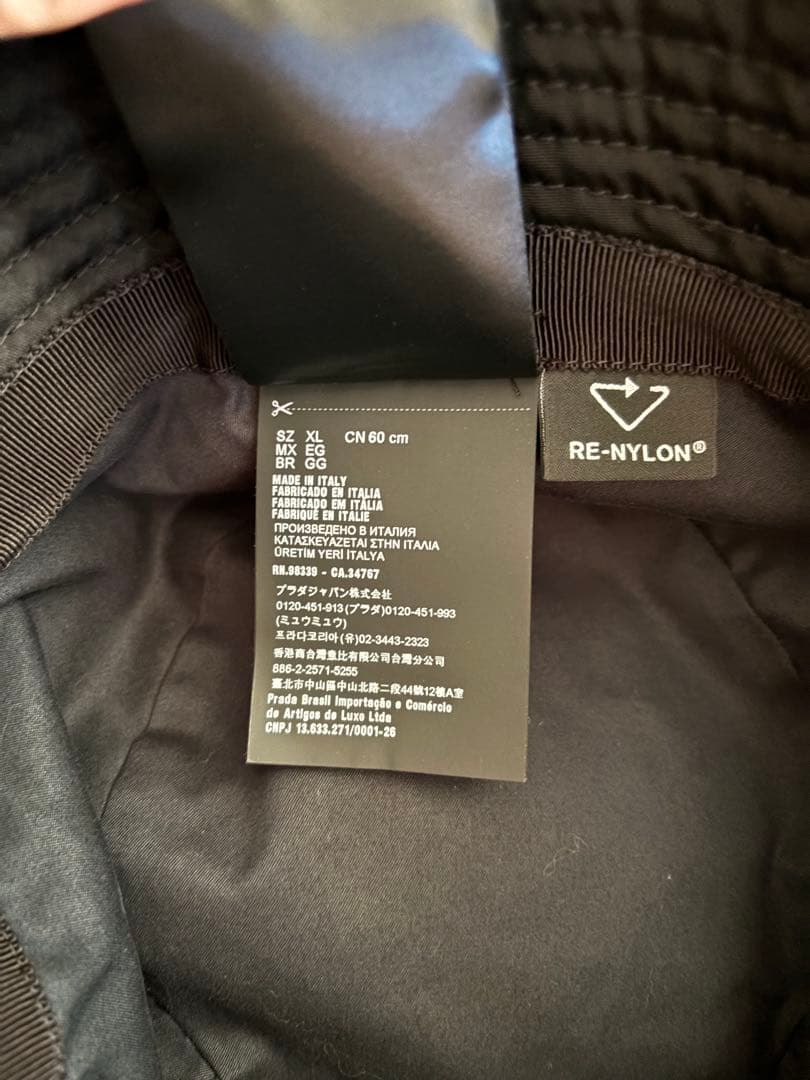 SZ XL CN 60 cm
MX EG
BR GG
MADE IN ITALY
FABRICADO EN ITALIA
FABRICADO EM ITÁLIA
FABRIQUÉ EN ITALIE
ПРОИЗВЕДЕНО В ИТАЛИЯ
ΚΑΤΑΣΚΕΥΑΖΕΤΑΙ ΣΤΗΝ ΙΤΑΛΙΑ
ÜRETİM YERİ İTALYA
RN.98339 - CA.34767
プラダジャパン株式会社
0120-451-913(プラダ)0120-451-993
(ミュウミュウ)
프라다코리아(유)02-3443-2323
香港商台灣意比有限公司台灣分公司
886-2-2571-5255
臺北市中山區中山北路二段44號12樓A室
Prada Brasil Importação e Comércio
de Artigos de Luxo Ltda
CNPJ 13.633.271/0001-26
RE-NYLON®